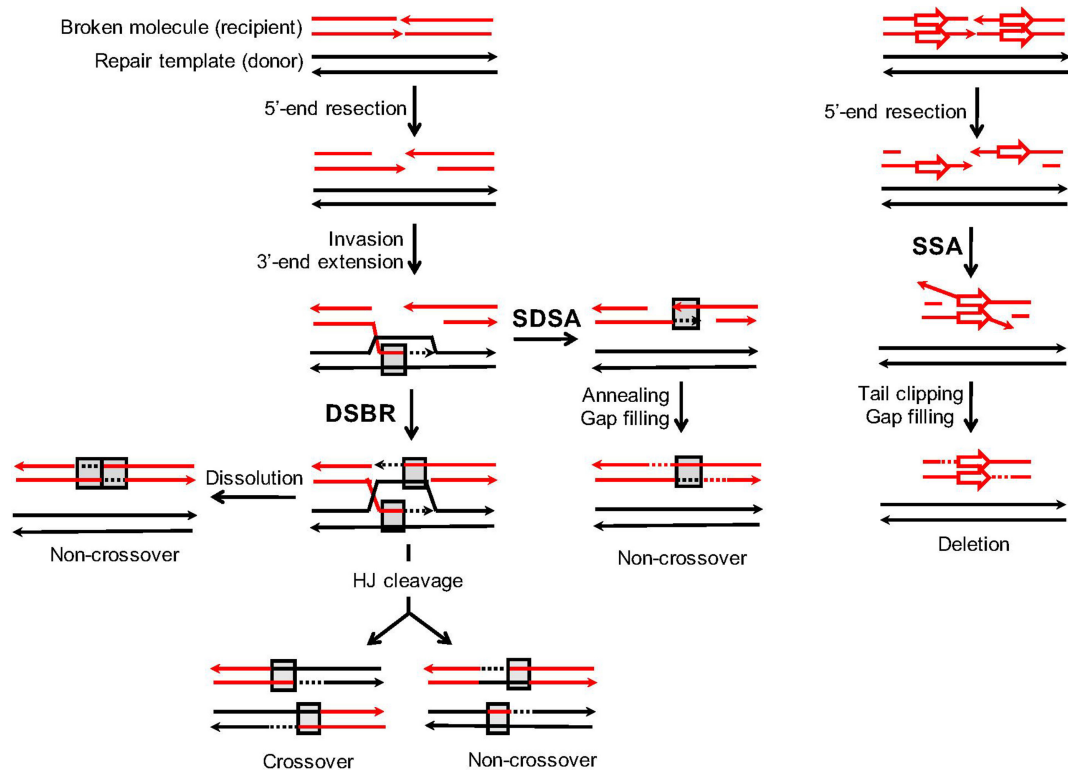 Broken molecule (recipient)
Repair template (donor)
5'-end resection
5'-end resection
Invasion
3'-end extension
SDSA
SSA
DSBR
Annealing
Gap filling
Tail clipping
Gap filling
Dissolution
Non-crossover
Non-crossover
Deletion
HJ cleavage
Crossover
Non-crossover